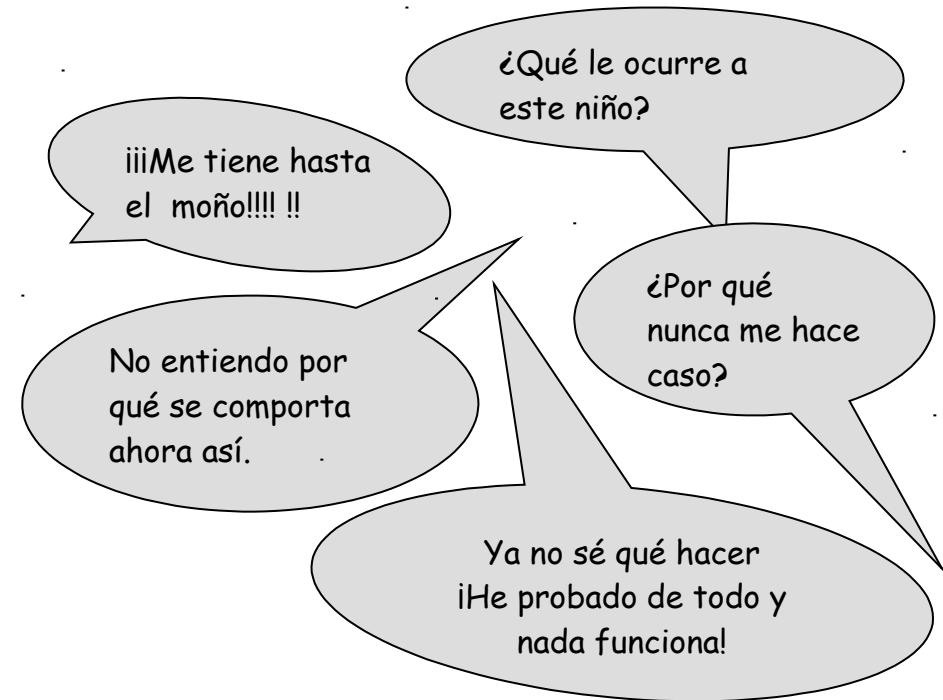 ¿Qué le ocurre a
este niño?
¡¡¡Me tiene hasta
el moño!!!! !!
¿Por qué
nunca me hace
caso?
No entiendo por
qué se comporta
ahora así.
Ya no sé qué hacer
¡He probado de todo y
nada funciona!